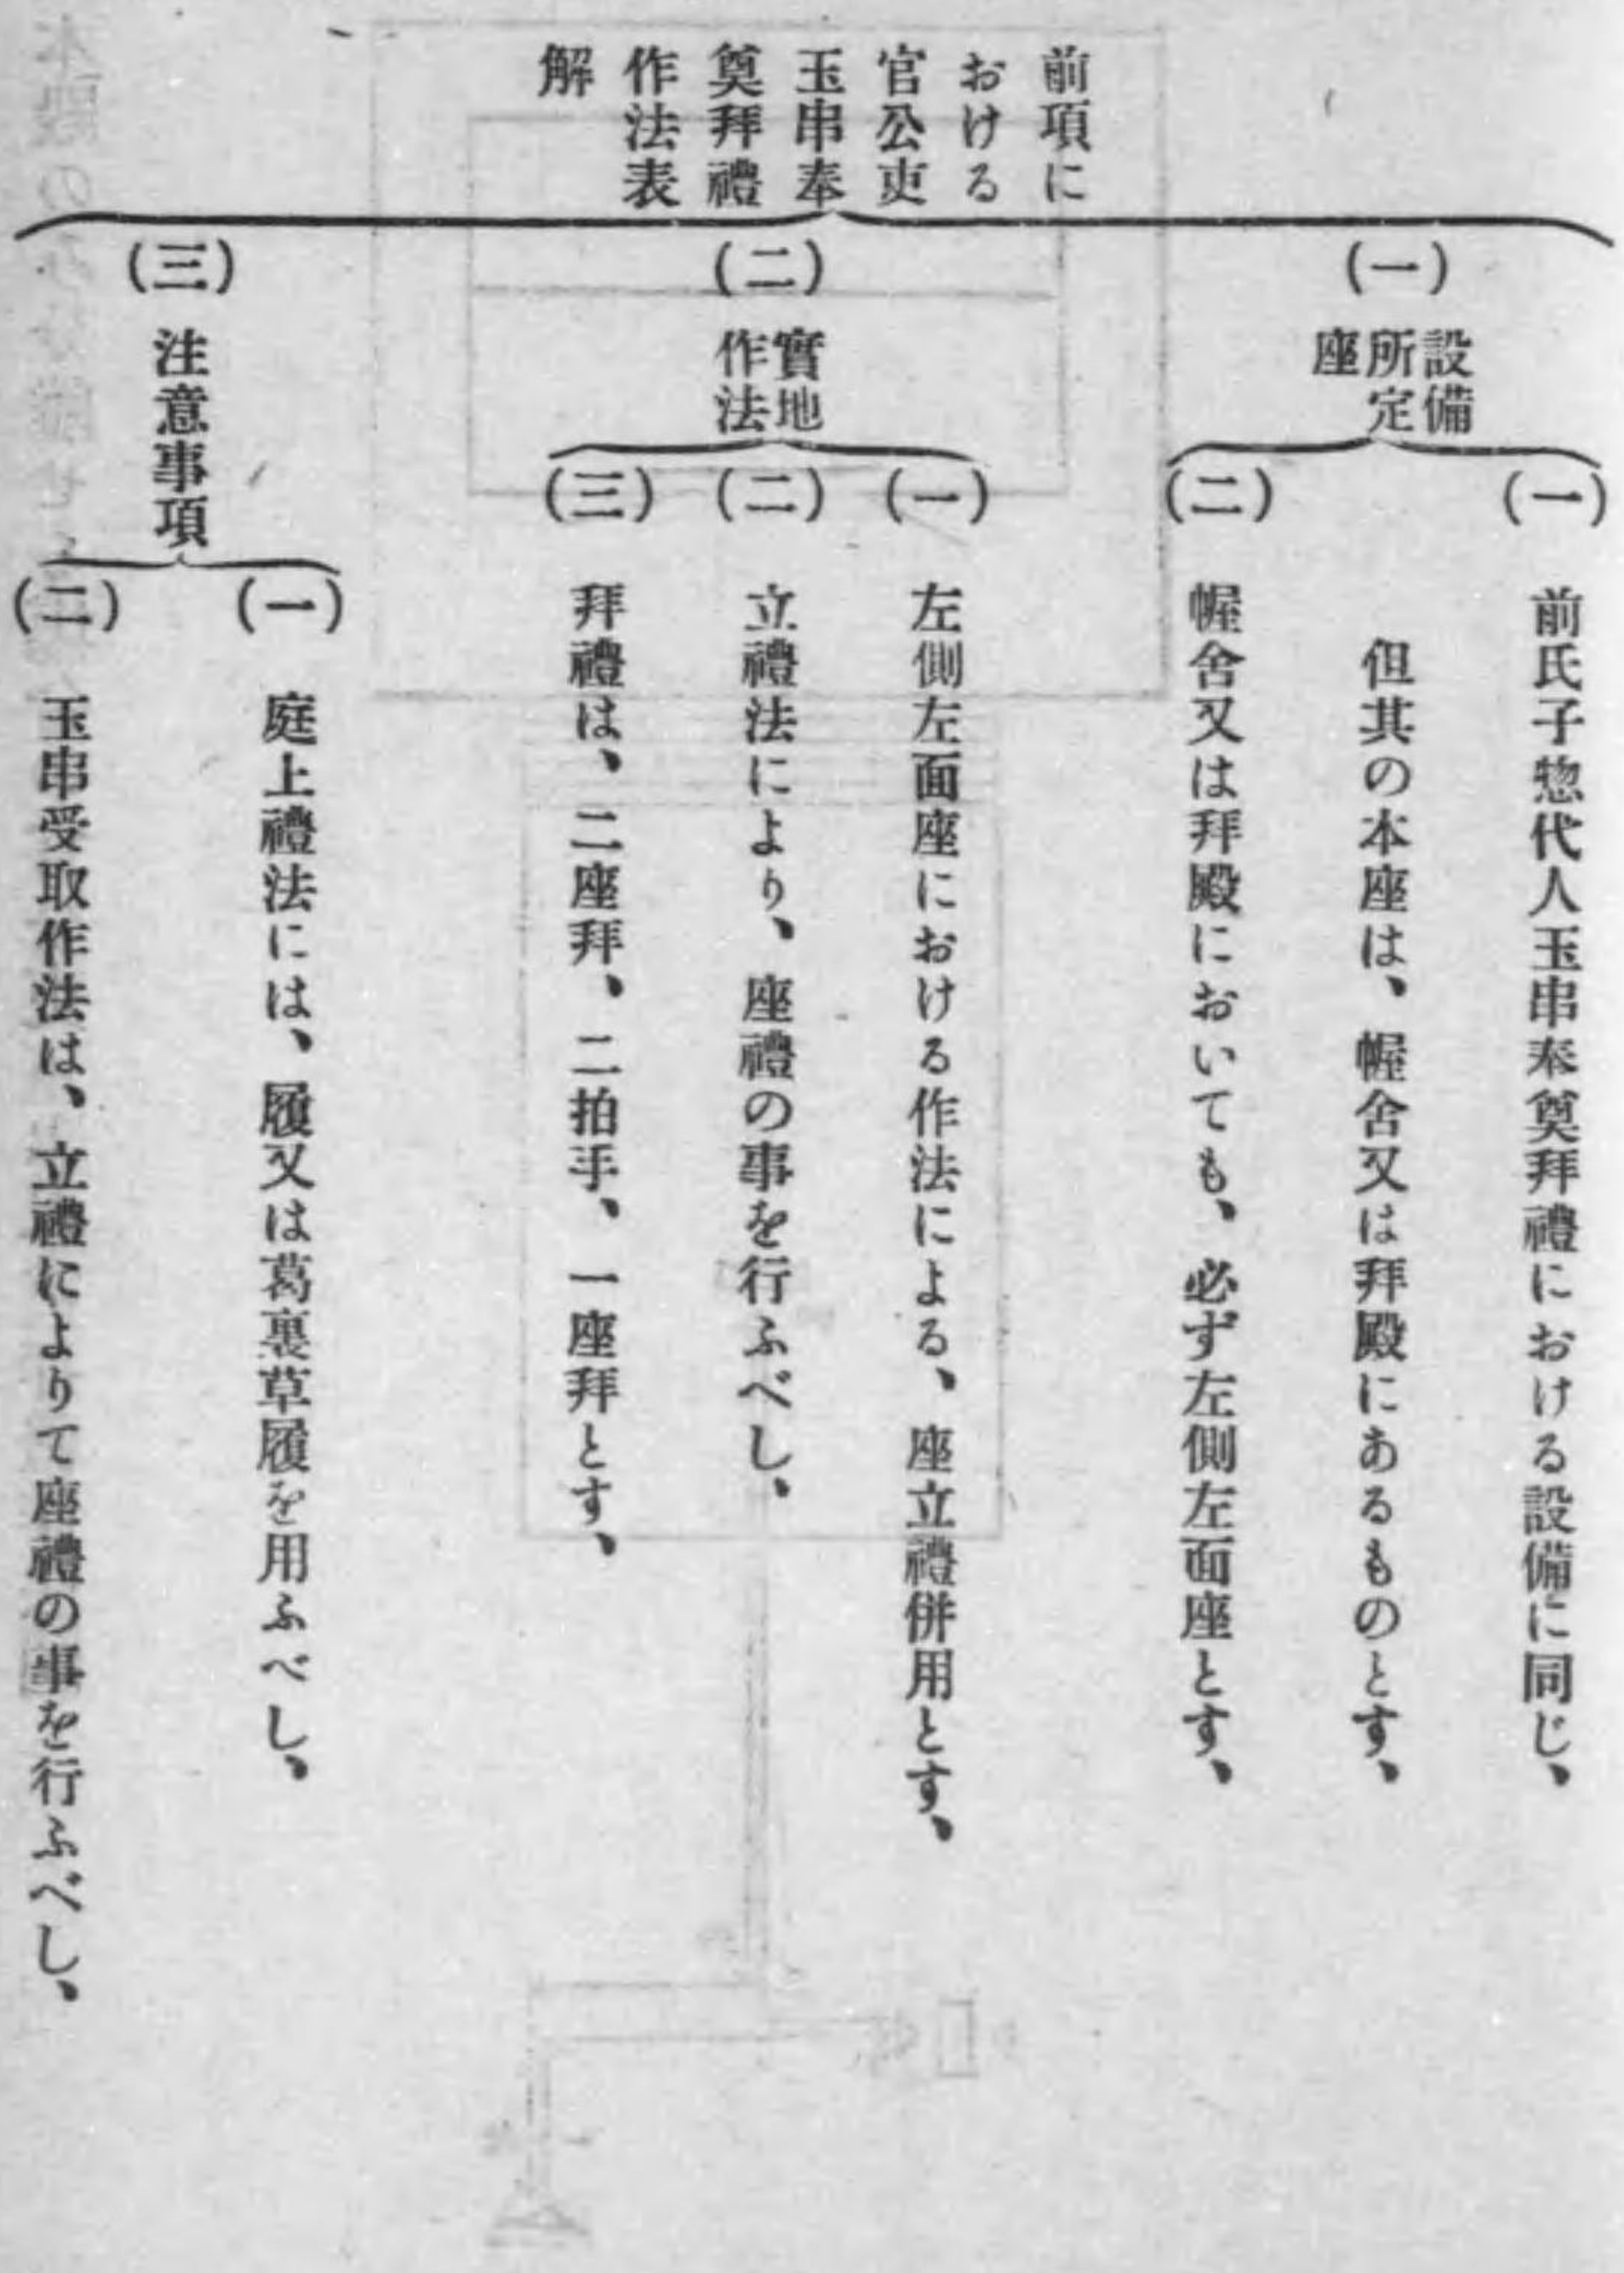 前項に
おける
官公吏
玉串奉
奠拜禮
作法表
解
(一)
設備
所定
座
(一)
前氏子惣代人玉串奉奠拜禮における設備に同じ、
但其の本座は、幄舍又は拜殿にあるものとす、
(二)
幄舍又は拜殿においても、必ず左側左面座とす、
(二)
實地
作法
(一)
左側左面座における作法による、座立禮併用とす、
(二)
立禮法により、座禮の事を行ふべし、
(三)
拜禮は、二座拜、二拍手、一座拜とす、
(三)
注意事項
(一)
庭上禮法には、履又は葛裏草履を用ふべし、
(二)
玉串受取作法は、立禮によりて座禮の事を行ふべし、